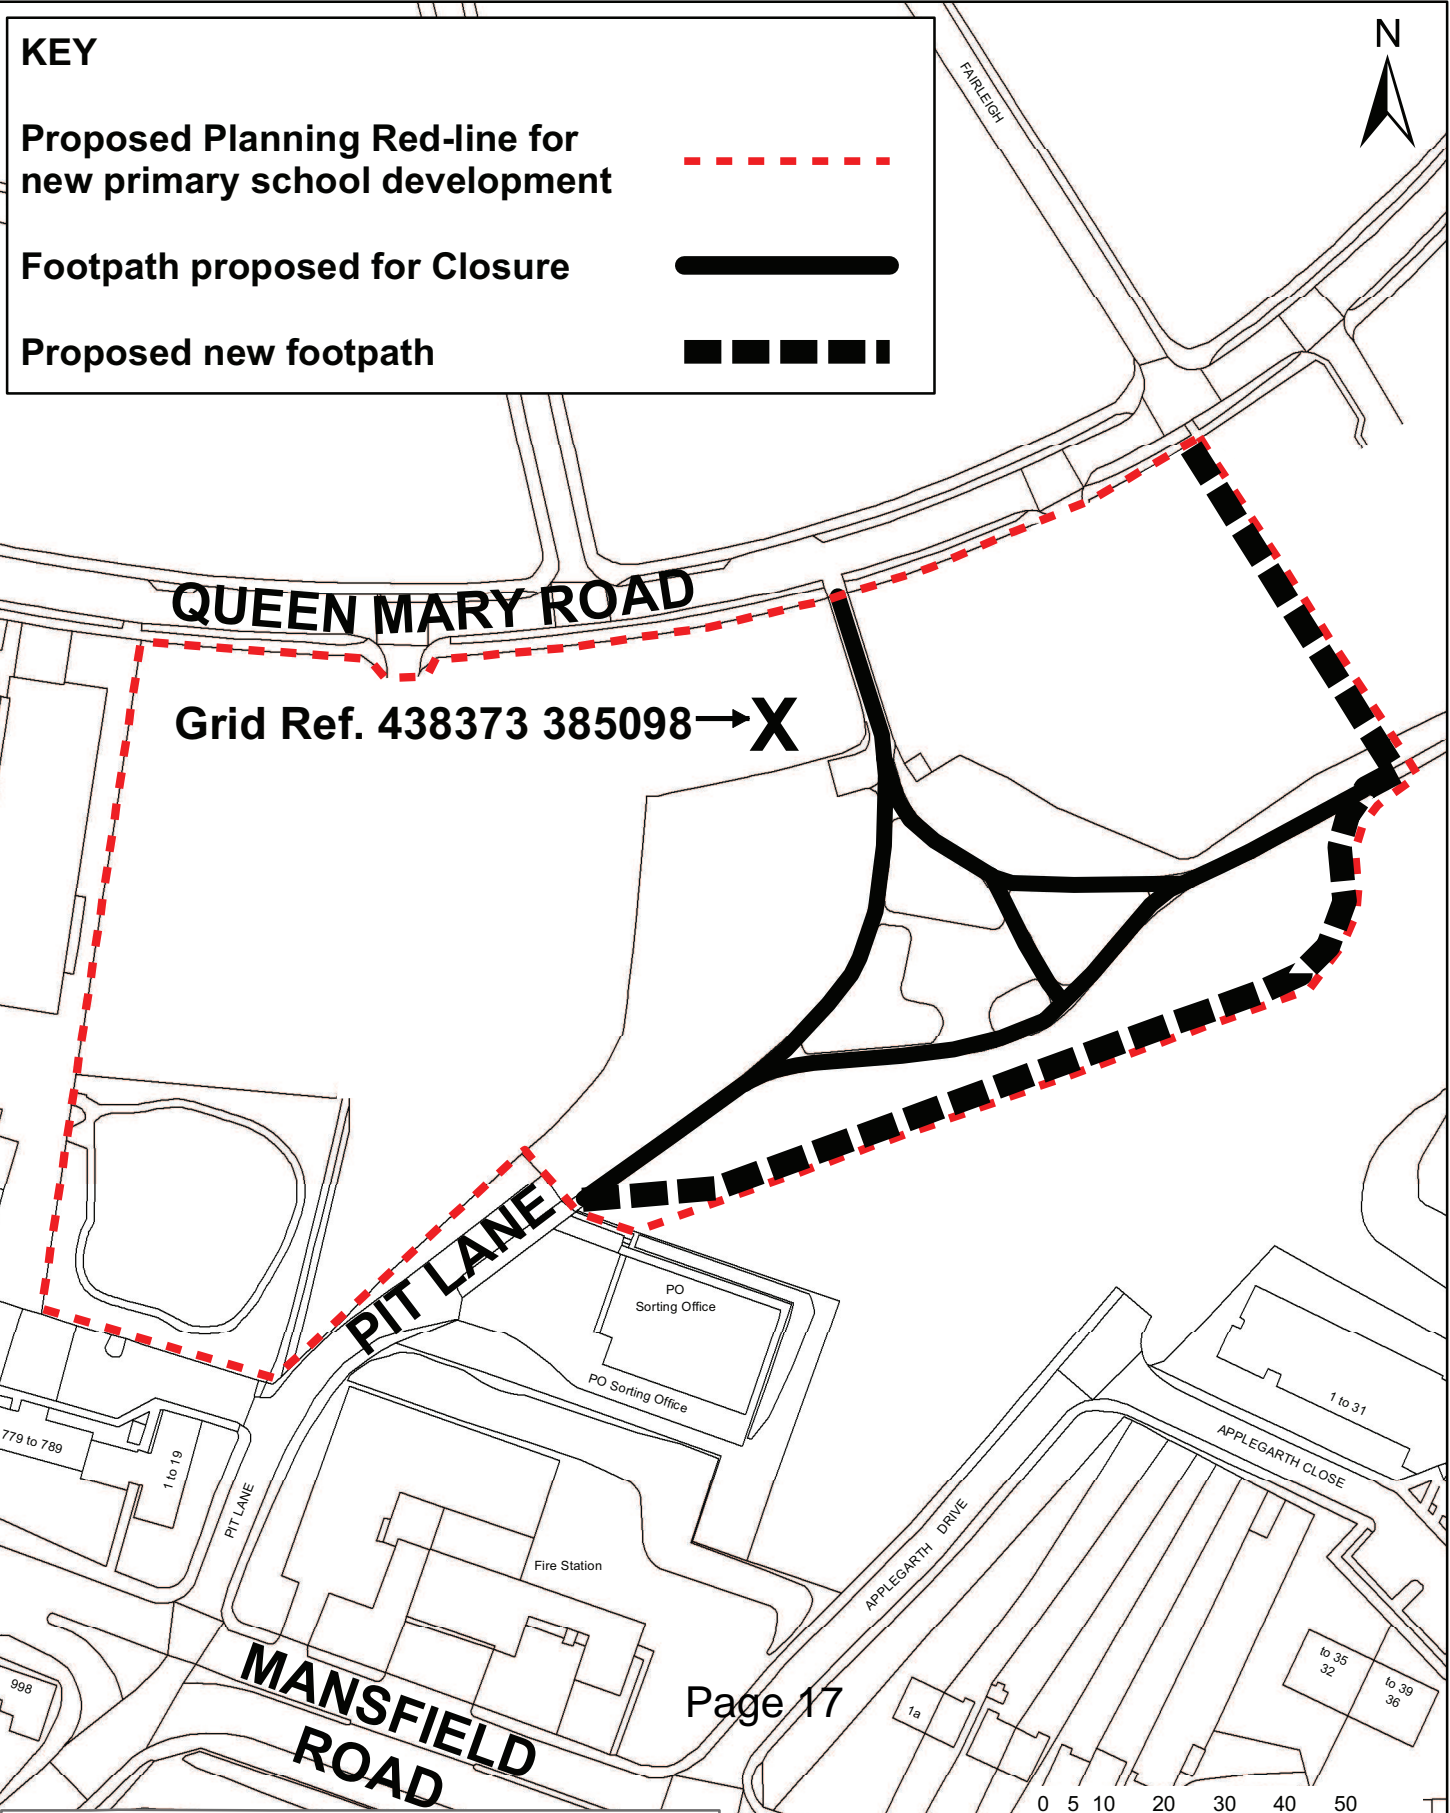 KEY
Proposed Planning Red-line for
new primary school development
Footpath proposed for Closure
Proposed new footpath
N
FAIRLEIGH
QUEEN MARY ROAD
Grid Ref. 438373 385098
X
PIT LANE
PO
Sorting Office
PO Sorting Office
1 to 31
APPLEGARTH CLOSE
779 to 789
1 to 19
PIT LANE
APPLEGARTH DRIVE
Fire Station
MANSFIELD
ROAD
998
1a
to 35
32
to 39
36
Page 17
0 5 10 20 30 40 50